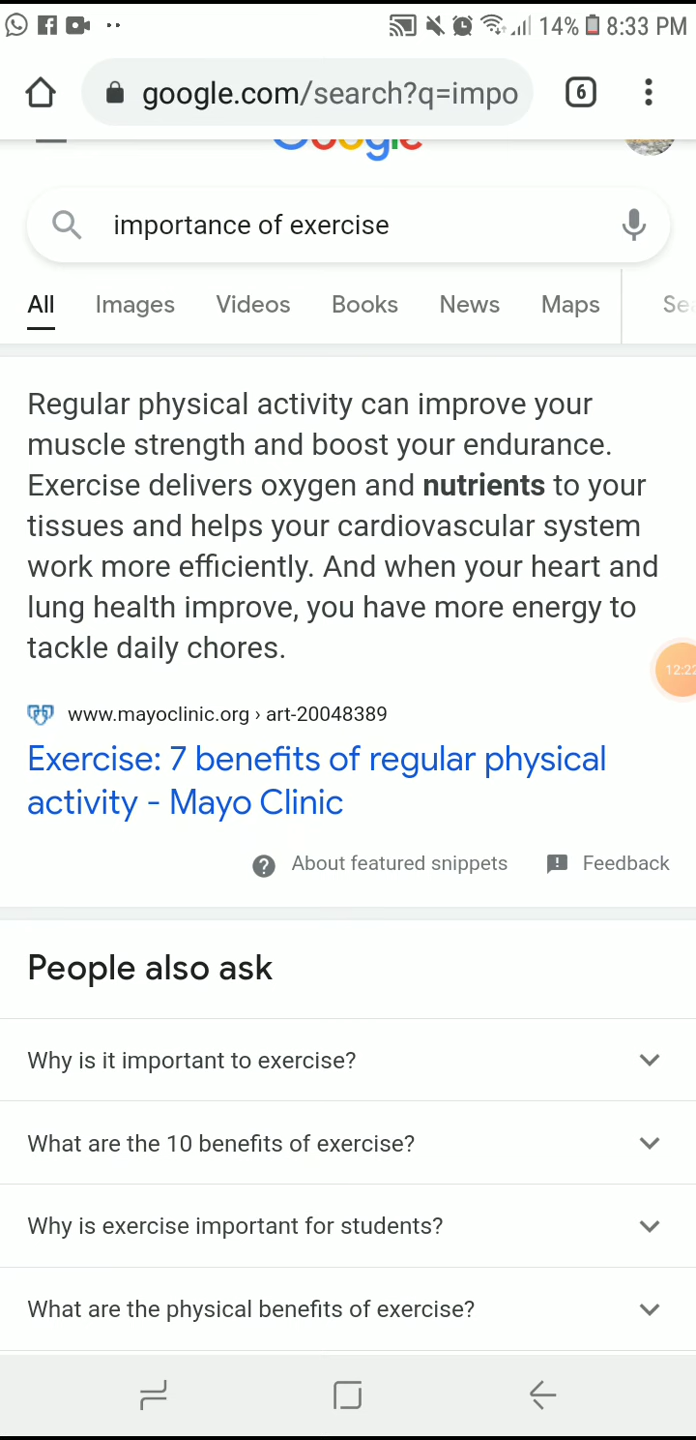 14% 8:33 PM
google.com/search?q=impo 6
Google
importance of exercise
All Images Videos Books News Maps
Regular physical activity can improve your
muscle strength and boost your endurance.
Exercise delivers oxygen and nutrients to your
tissues and helps your cardiovascular system
work more efficiently. And when your heart and
lung health improve, you have more energy to
tackle daily chores.
12:22
www.mayoclinic.org › art-20048389
Exercise: 7 benefits of regular physical
activity - Mayo Clinic
About featured snippets Feedback
People also ask
Why is it important to exercise?
What are the 10 benefits of exercise?
Why is exercise important for students?
What are the physical benefits of exercise?